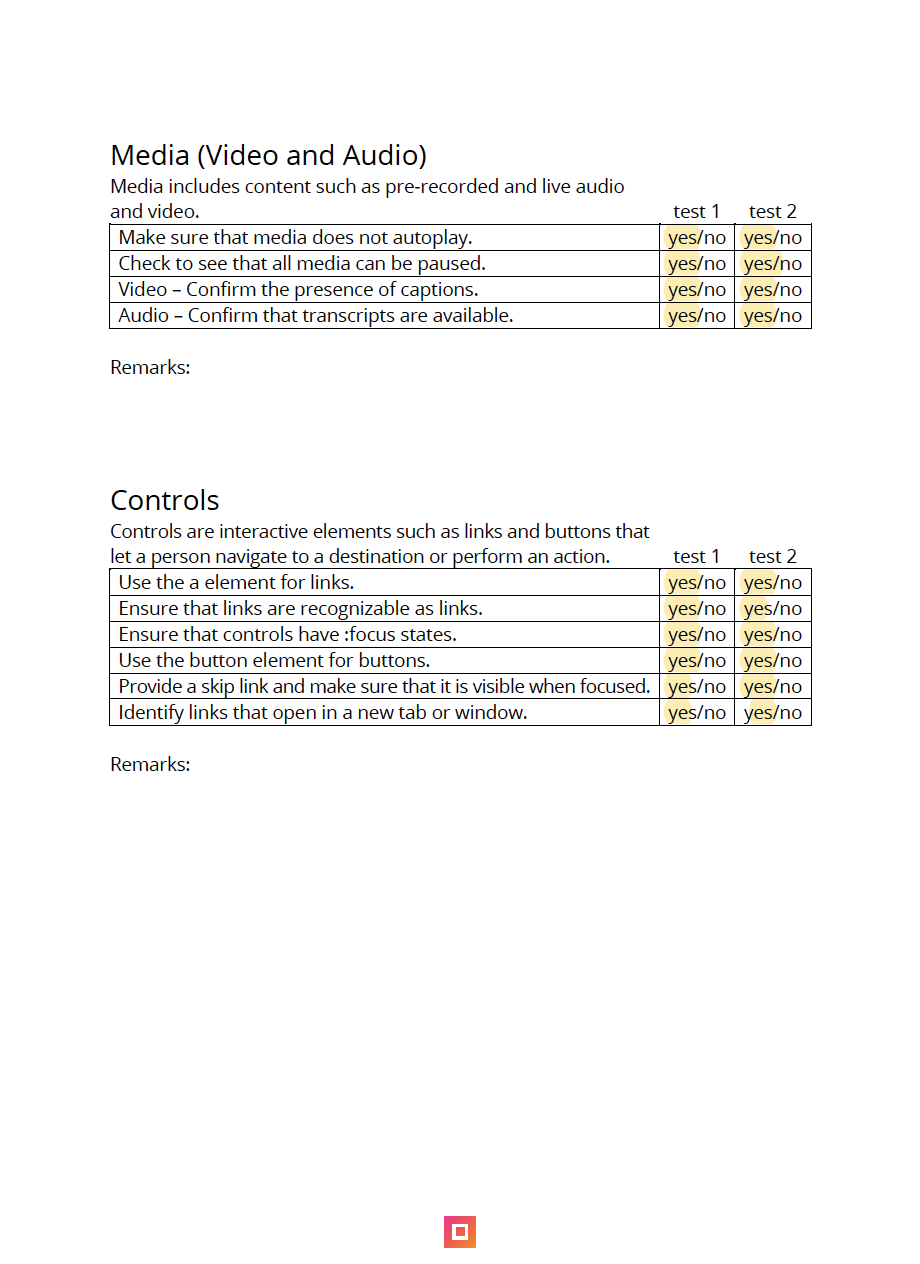 Media (Video and Audio)
Media includes content such as pre-recorded and live audio
and video. test 1 test 2
Make sure that media does not autoplay. yes/no yes/no
Check to see that all media can be paused. yes/no yes/no
Video – Confirm the presence of captions. yes/no yes/no
Audio – Confirm that transcripts are available. yes/no yes/no
Remarks:
Controls
Controls are interactive elements such as links and buttons that
let a person navigate to a destination or perform an action. test 1 test 2
Use the a element for links. yes/no yes/no
Ensure that links are recognizable as links. yes/no yes/no
Ensure that controls have :focus states. yes/no yes/no
Use the button element for buttons. yes/no yes/no
Provide a skip link and make sure that it is visible when focused. yes/no yes/no
Identify links that open in a new tab or window. yes/no yes/no
Remarks: